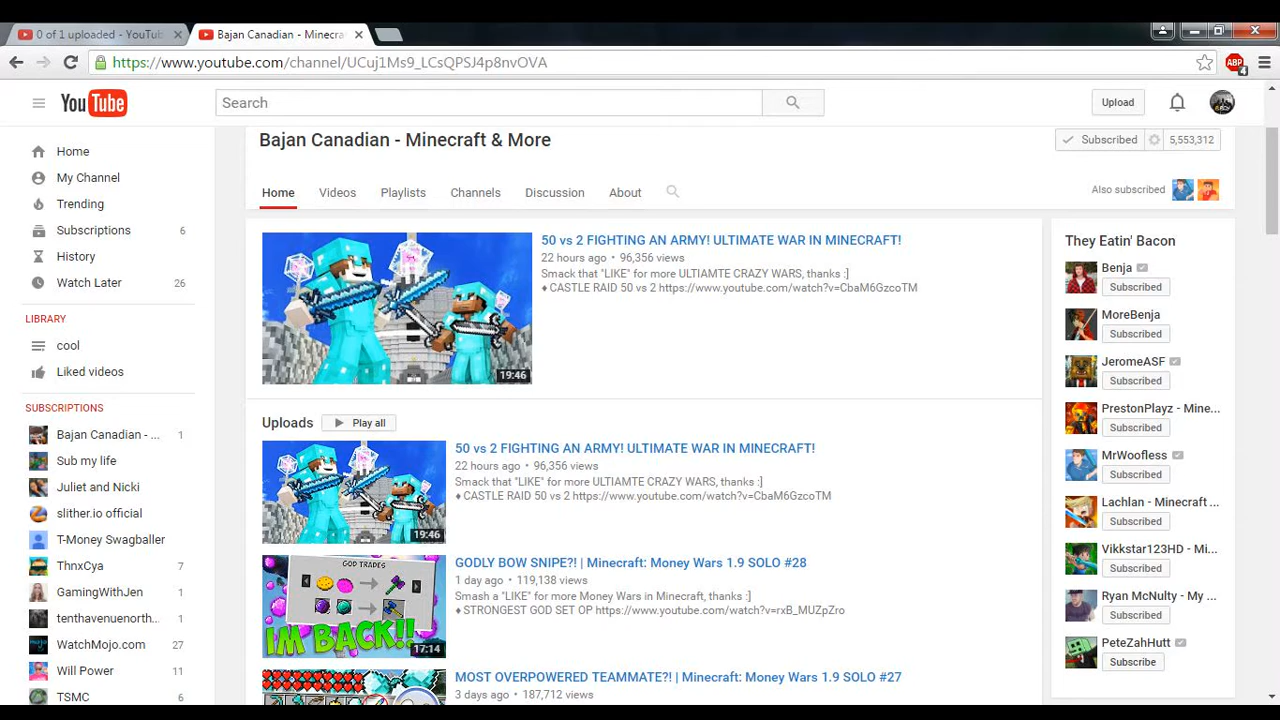 0 of 1 uploaded - YouTub
Bajan Canadian - Minecra
https://www.youtube.com/channel/UCuj1Ms9_LCsQPSJ4p8nvOVA
ABP
4
YouTube
Search
Upload
Bajan Canadian - Minecraft & More
Subscribed
5,553,312
Home
Videos
Playlists
Channels
Discussion
About
Also subscribed
Home
My Channel
Trending
Subscriptions 6
History
Watch Later 26
LIBRARY
cool
Liked videos
SUBSCRIPTIONS
Bajan Canadian - ... 1
Sub my life
Juliet and Nicki
slither.io official
T-Money Swagballer
ThnxCya 7
GamingWithJen 1
tenthavenuenorth... 1
WatchMojo.com 27
Will Power 11
TSMC 6
50 vs 2 FIGHTING AN ARMY! ULTIMATE WAR IN MINECRAFT!
22 hours ago • 96,356 views
Smack that "LIKE" for more ULTIAMTE CRAZY WARS, thanks :]
♦ CASTLE RAID 50 vs 2 https://www.youtube.com/watch?v=CbaM6GzcoTM
19:46
Uploads
Play all
50 vs 2 FIGHTING AN ARMY! ULTIMATE WAR IN MINECRAFT!
22 hours ago • 96,356 views
Smack that "LIKE" for more ULTIAMTE CRAZY WARS, thanks :]
♦ CASTLE RAID 50 vs 2 https://www.youtube.com/watch?v=CbaM6GzcoTM
19:46
GOD TRADES
IM BACK!!
17:14
GODLY BOW SNIPE?! | Minecraft: Money Wars 1.9 SOLO #28
1 day ago • 119,138 views
Smash a "LIKE" for more Money Wars in Minecraft, thanks :]
♦ STRONGEST GOD SET OP https://www.youtube.com/watch?v=rxB_MUZpZro
MOST OVERPOWERED TEAMMATE?! | Minecraft: Money Wars 1.9 SOLO #27
3 days ago • 187,712 views
They Eatin' Bacon
Benja
Subscribed
MoreBenja
Subscribed
JeromeASF
Subscribed
PrestonPlayz - Mine...
Subscribed
MrWoofless
Subscribed
Lachlan - Minecraft ...
Subscribed
Vikkstar123HD - Mi...
Subscribed
Ryan McNulty - My ...
Subscribed
PeteZahHutt
Subscribe